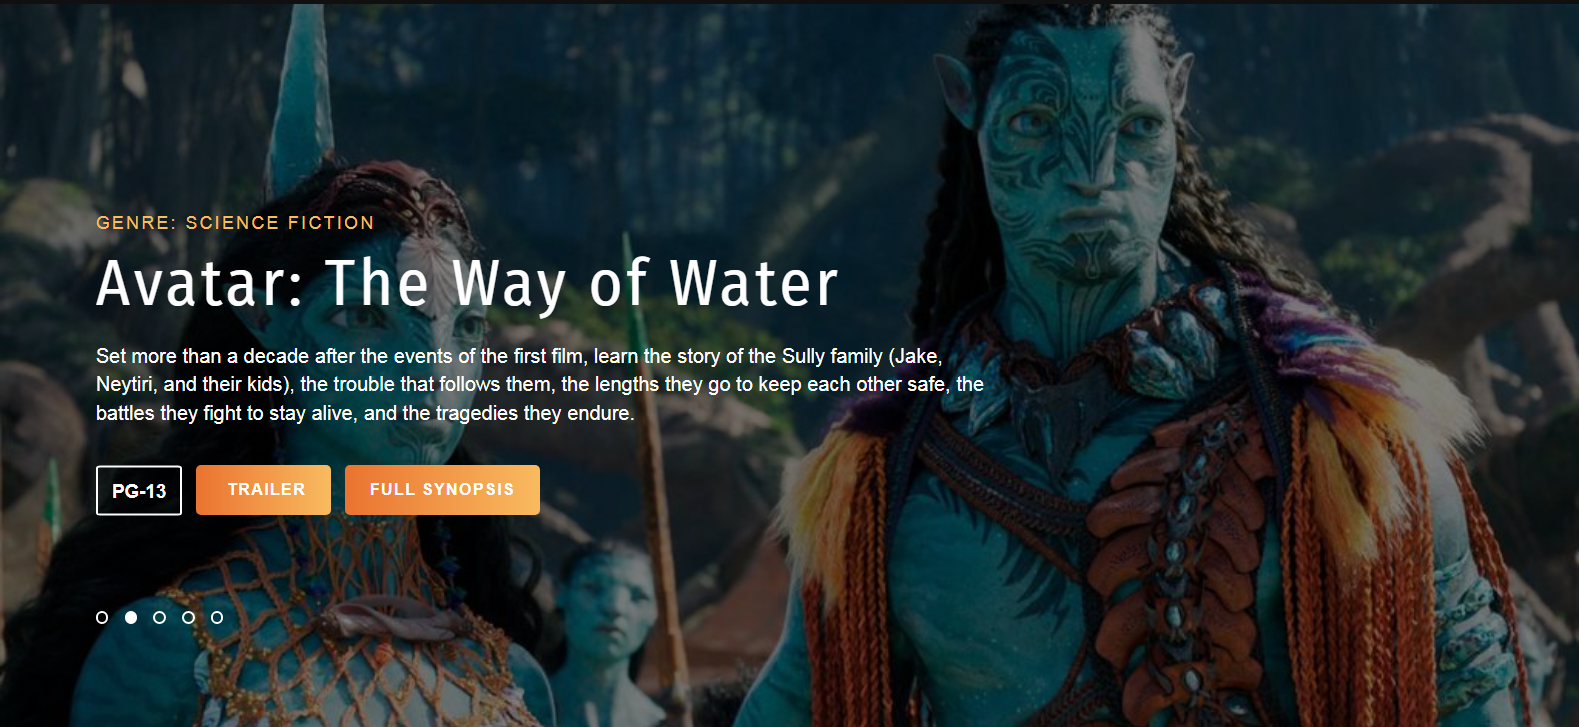 GENRE: SCIENCE FICTION
Avatar: The Way of Water
Set more than a decade after the events of the first film, learn the story of the Sully family (Jake,
Neytiri, and their kids), the trouble that follows them, the lengths they go to keep each other safe, the
battles they fight to stay alive, and the tragedies they endure.
PG-13 TRAILER FULL SYNOPSIS